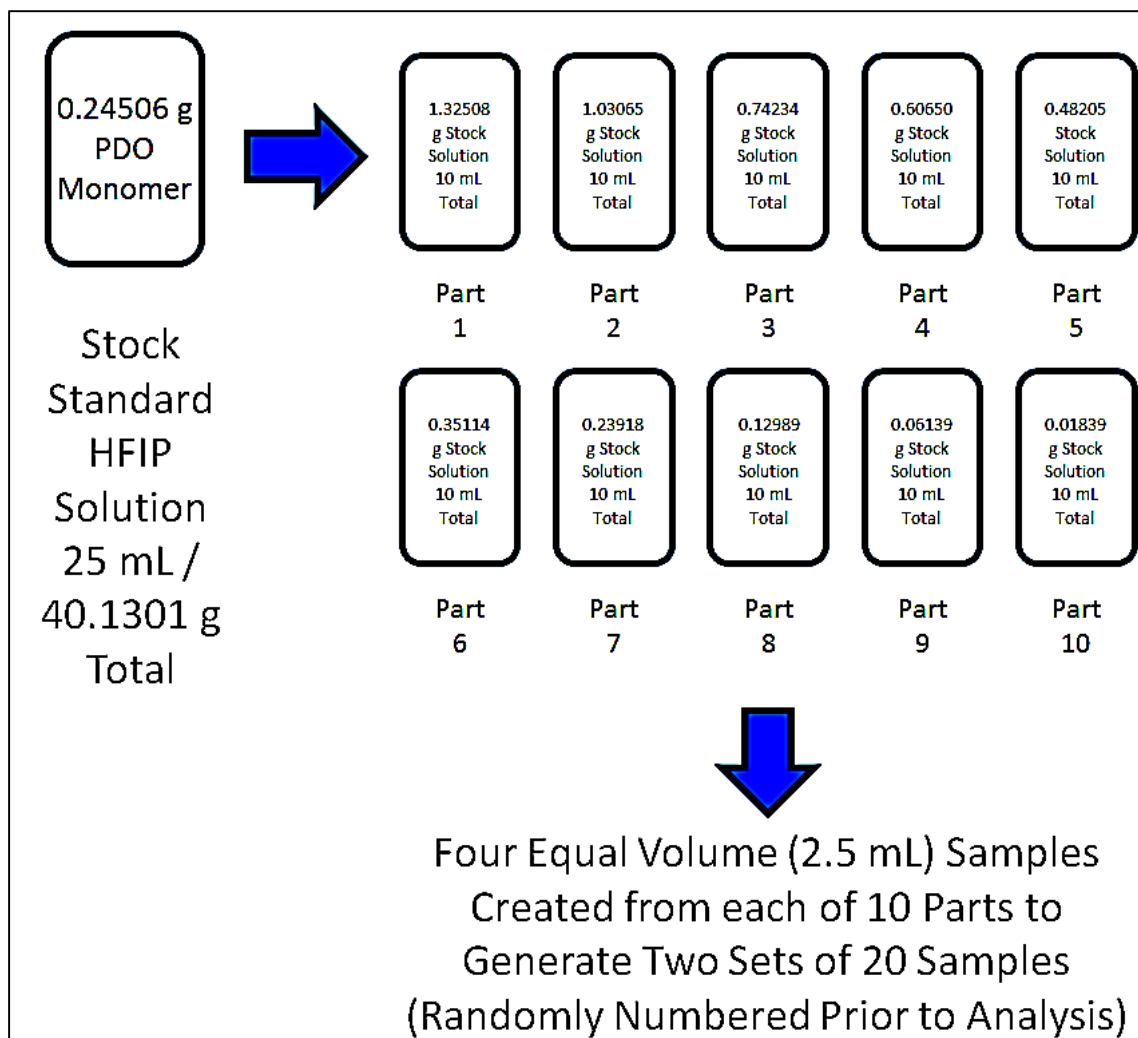 0.24506 g
PDO
Monomer
Stock
Standard
HFIP
Solution
25 mL /
40.1301 g
Total
1.32508
g Stock
Solution
10 mL
Total
Part
1
1.03065
g Stock
Solution
10 mL
Total
Part
2
0.74234
g Stock
Solution
10 mL
Total
Part
3
0.60650
g Stock
Solution
10 mL
Total
Part
4
0.48205
Stock
Solution
10 mL
Total
Part
5
0.35114
g Stock
Solution
10 mL
Total
Part
6
0.23918
g Stock
Solution
10 mL
Total
Part
7
0.12989
g Stock
Solution
10 mL
Total
Part
8
0.06139
g Stock
Solution
10 mL
Total
Part
9
0.01839
g Stock
Solution
10 mL
Total
Part
10
Four Equal Volume (2.5 mL) Samples
Created from each of 10 Parts to
Generate Two Sets of 20 Samples
(Randomly Numbered Prior to Analysis)